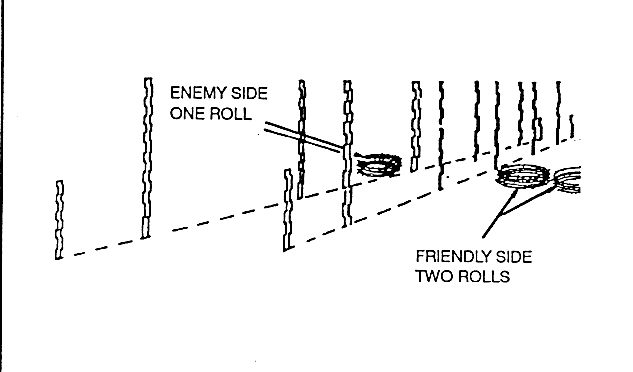 ENEMY SIDE
ONE ROLL
FRIENDLY SIDE
TWO ROLLS